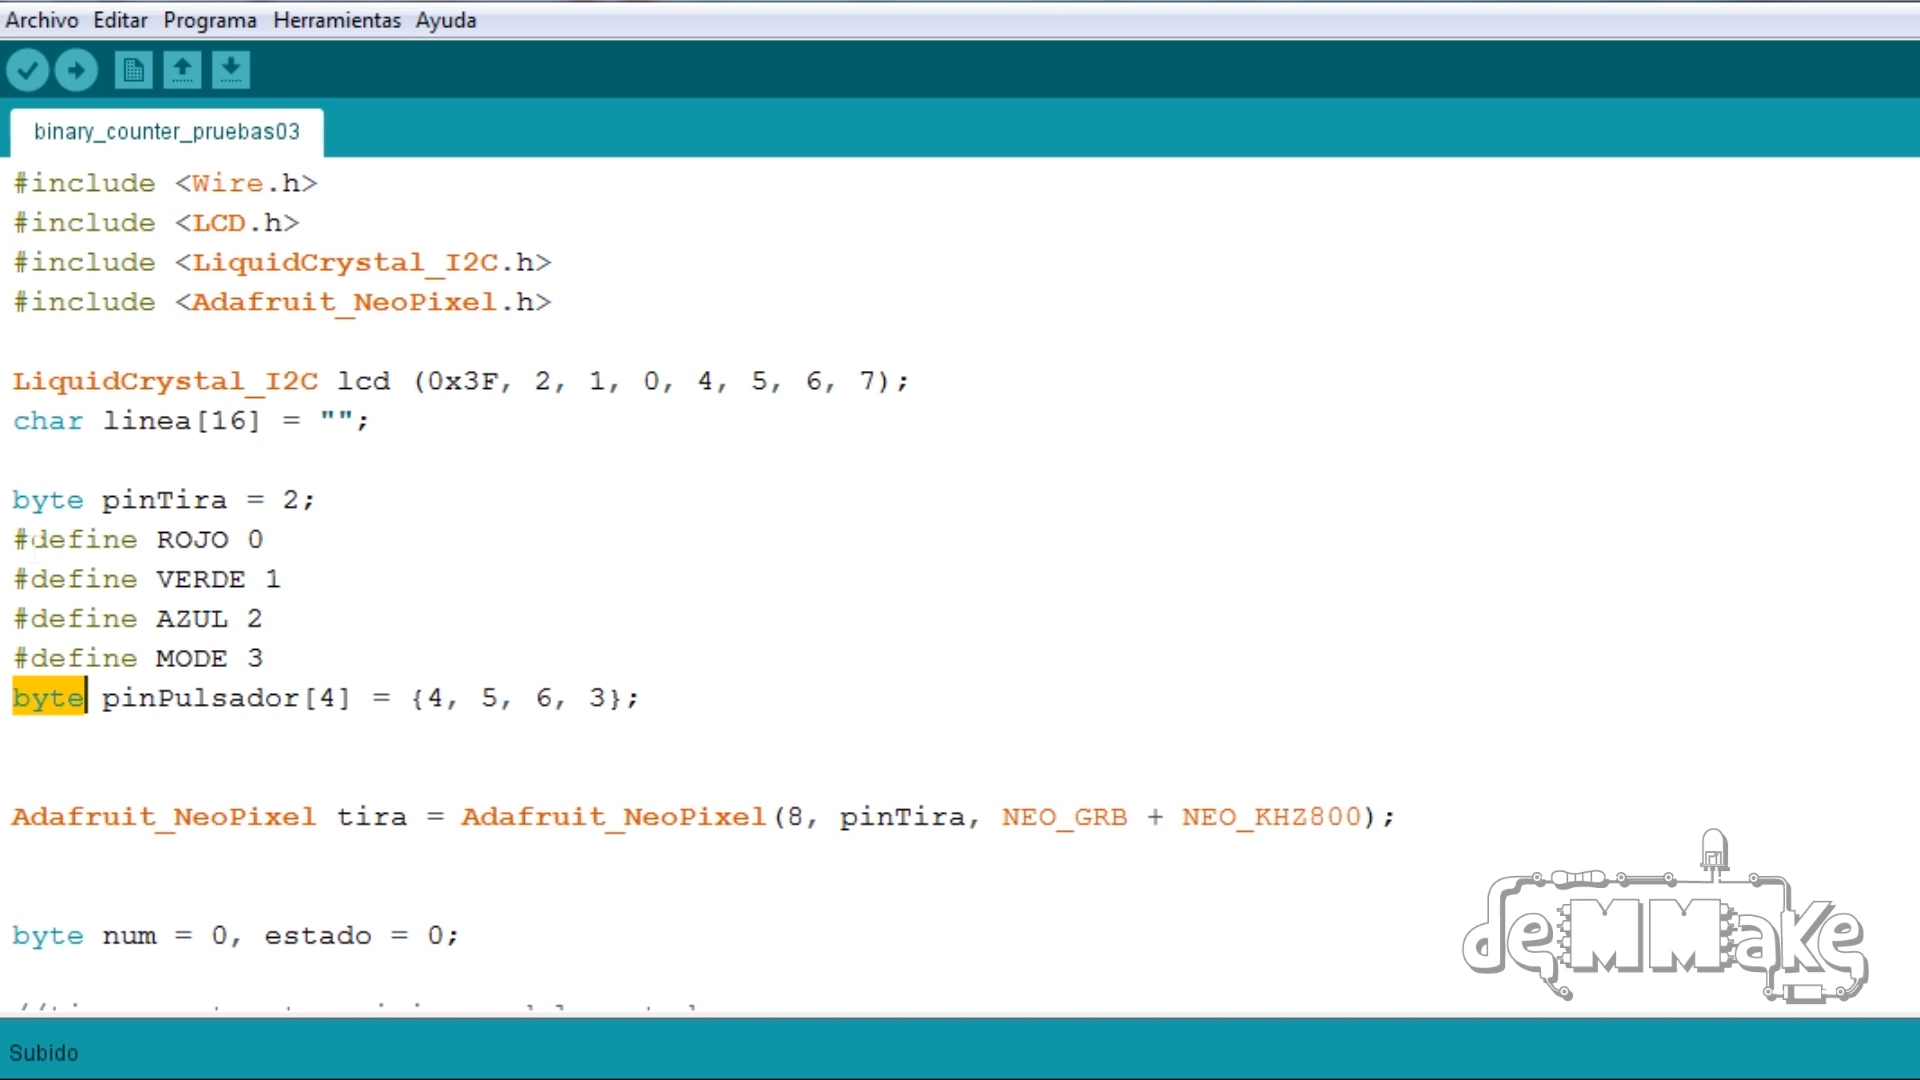 Archivo Editar Programa Herramientas Ayuda
binary_counter_pruebas03
#include <Wire.h>
#include <LCD.h>
#include <LiquidCrystal_I2C.h>
#include <Adafruit_NeoPixel.h>
LiquidCrystal_I2C lcd (0x3F, 2, 1, 0, 4, 5, 6, 7);
char linea[16] = "";
byte pinTira = 2;
#define ROJO 0
#define VERDE 1
#define AZUL 2
#define MODE 3
byte pinPulsador[4] = {4, 5, 6, 3};
Adafruit_NeoPixel tira = Adafruit_NeoPixel(8, pinTira, NEO_GRB + NEO_KHZ800);
byte num = 0, estado = 0;
deMMake
Subido